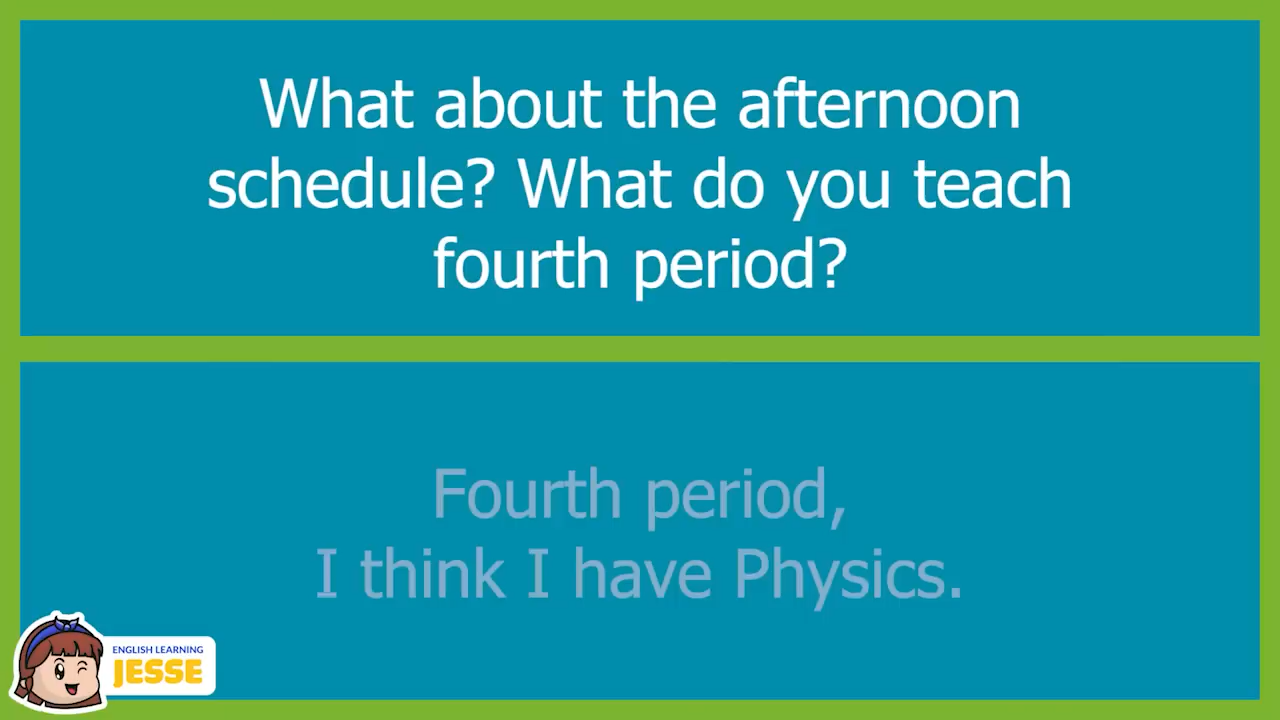 What about the afternoon
schedule? What do you teach
fourth period?
Fourth period,
I think I have Physics.
ENGLISH LEARNING
JESSE